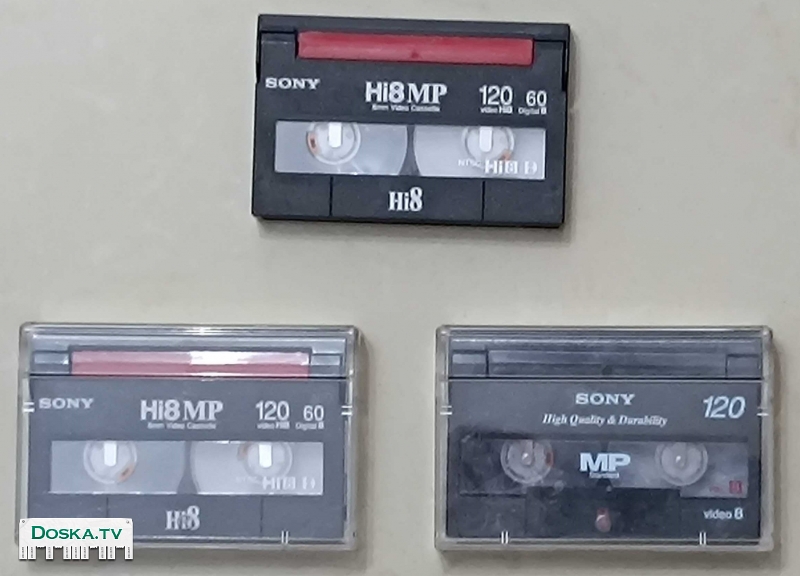 SONY
Hi8 MP
8mm Video Cassette
120 60
video Hi8 Digital 8
NTSC Hi8 D
Hi8
SONY
Hi8 MP
8mm Video Cassette
120 60
video Hi8 Digital 8
Hi8 D
Hi8
SONY
120
High Quality & Durability
MP
Standard
8
video 8
DOSKA.TV